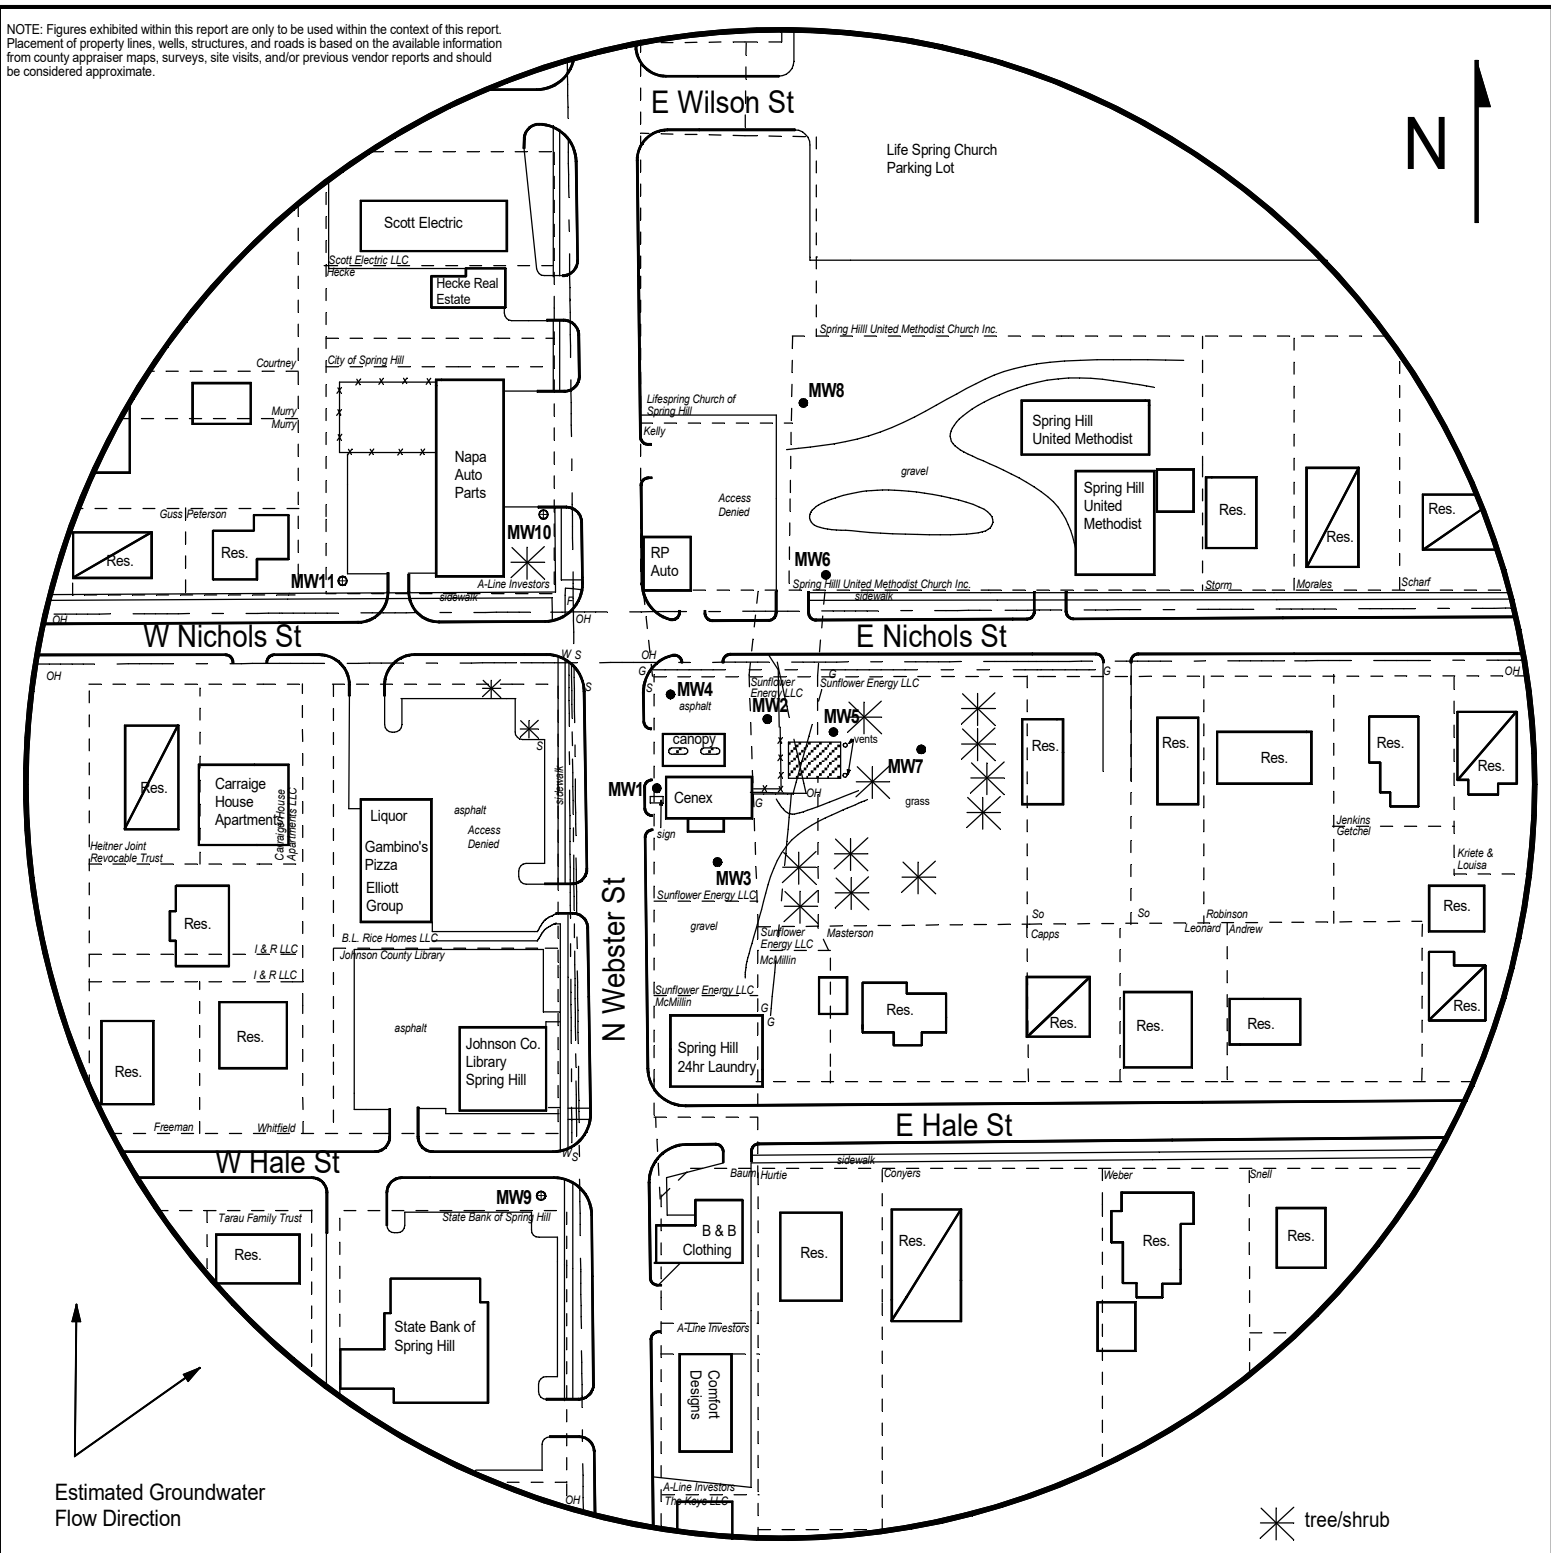 NOTE: Figures exhibited within this report are only to be used within the context of this report.
Placement of property lines, wells, structures, and roads is based on the available information
from county appraiser maps, surveys, site visits, and/or previous vendor reports and should
be considered approximate.
E Wilson St
N
Life Spring Church
Parking Lot
Scott Electric
Scott Electric LLC
Hecke
Hecke Real
Estate
Spring Hilll United Methodist Church Inc.
Courtney
City of Spring Hill
MW8
Lifespring Church of
Spring Hill
Kelly
Murry
Murry
Spring Hill
United Methodist
Napa
Auto
Parts
gravel
Access
Denied
Spring Hill
United
Methodist
Res.
Res.
Res.
Guss Peterson
MW10
Res.
Res.
RP
Auto
MW6
MW11
A-Line Investors
Spring Hilll United Methodist Church Inc.
Storm
Morales
Scharf
sidewalk
sidewalk
F
OH
OH
W Nichols St
E Nichols St
W S
OH
OH
G
G
G
OH
S
S
Sunflower
Energy LLC
Sunflower Energy LLC
MW4
asphalt
MW2
MW5
canopy
vents
S
MW7
Res.
Res.
Res.
Res.
Res.
Res.
Carraige
House
Apartments
Carraige House
Apartments LLC
sidewalk
MW1
Cenex
G
OH
grass
sign
Liquor
Gambino's
Pizza
Elliott
Group
asphalt
Access
Denied
Heitner Joint
Revocable Trust
Jenkins
Getchel
Kriete &
Louisa
MW3
Sunflower Energy LLC
Res.
Res.
N Webster St
gravel
So
So
Robinson
Sunflower
Energy LLC
Masterson
Capps
Leonard
Andrew
McMillin
B.L. Rice Homes LLC
Johnson County Library
I & R LLC
I & R LLC
Sunflower Energy LLC
McMillin
G
G
Res.
Res.
Res.
Res.
Res.
Res.
Res.
asphalt
Johnson Co.
Library
Spring Hill
Spring Hill
24hr Laundry
Freeman
Whitfield
E Hale St
W Hale St
W S
sidewalk
Baum
Hurtie
Conyers
Weber
Snell
MW9
State Bank of Spring Hill
Tarau Family Trust
Res.
B & B
Clothing
Res.
Res.
Res.
Res.
State Bank of
Spring Hill
A-Line Investors
Comfort
Designs
A-Line Investors
The Keys LLC
OH
Estimated Groundwater
Flow Direction
tree/shrub